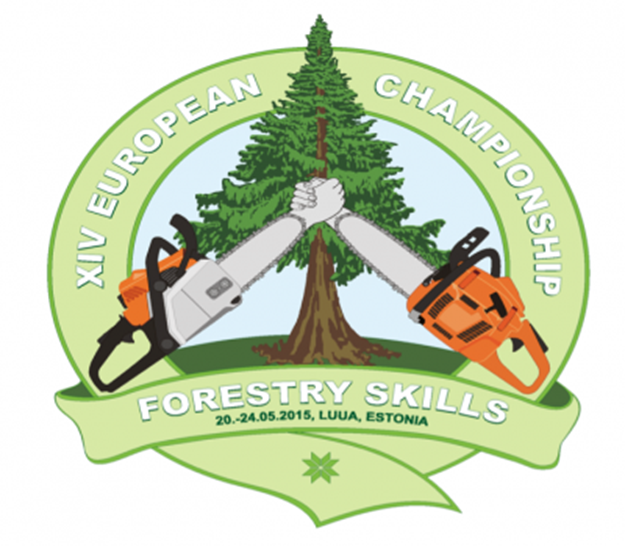 XIV EUROPEAN CHAMPIONSHIP
FORESTRY SKILLS
20.-24.05.2015, LUUA, ESTONIA